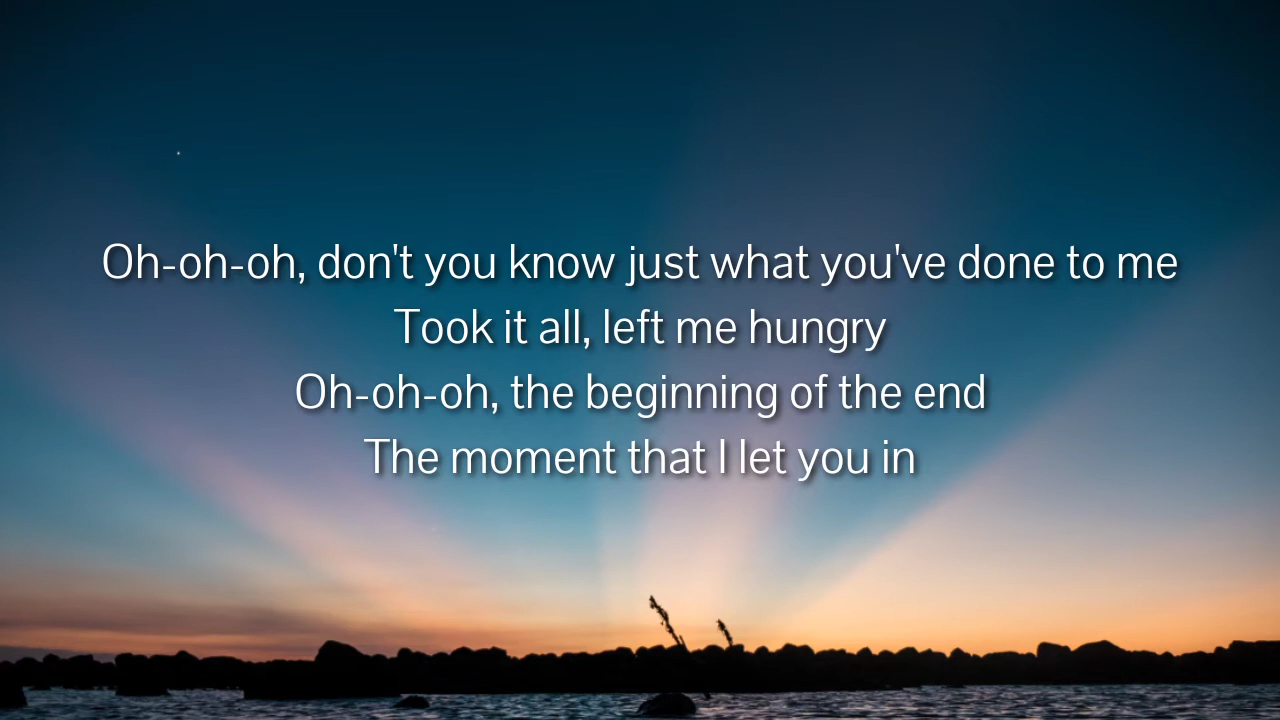 Oh-oh-oh, don't you know just what you've done to me
Took it all, left me hungry
Oh-oh-oh, the beginning of the end
The moment that I let you in